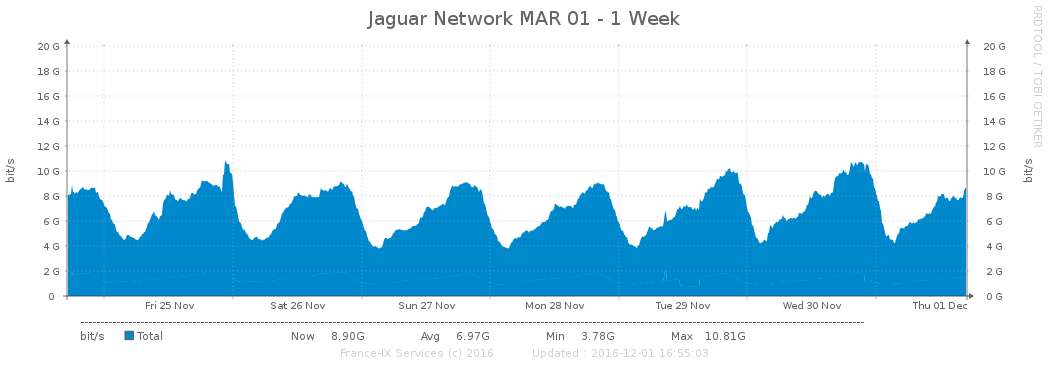 Jaguar Network MAR 01 - 1 Week
RRDTOOL / TOBI OETIKER
bit/s
bit/s
20 G 20 G
18 G 18 G
16 G 16 G
14 G 14 G
12 G 12 G
10 G 10 G
8 G 8 G
6 G 6 G
4 G 4 G
2 G 2 G
0 0 G
Fri 25 Nov Sat 26 Nov Sun 27 Nov Mon 28 Nov Tue 29 Nov Wed 30 Nov Thu 01 Dec
bit/s Total Now 8.90G Avg 6.97G Min 3.78G Max 10.81G
France-IX Services (c) 2016 Updated : 2016-12-01 16:55:03